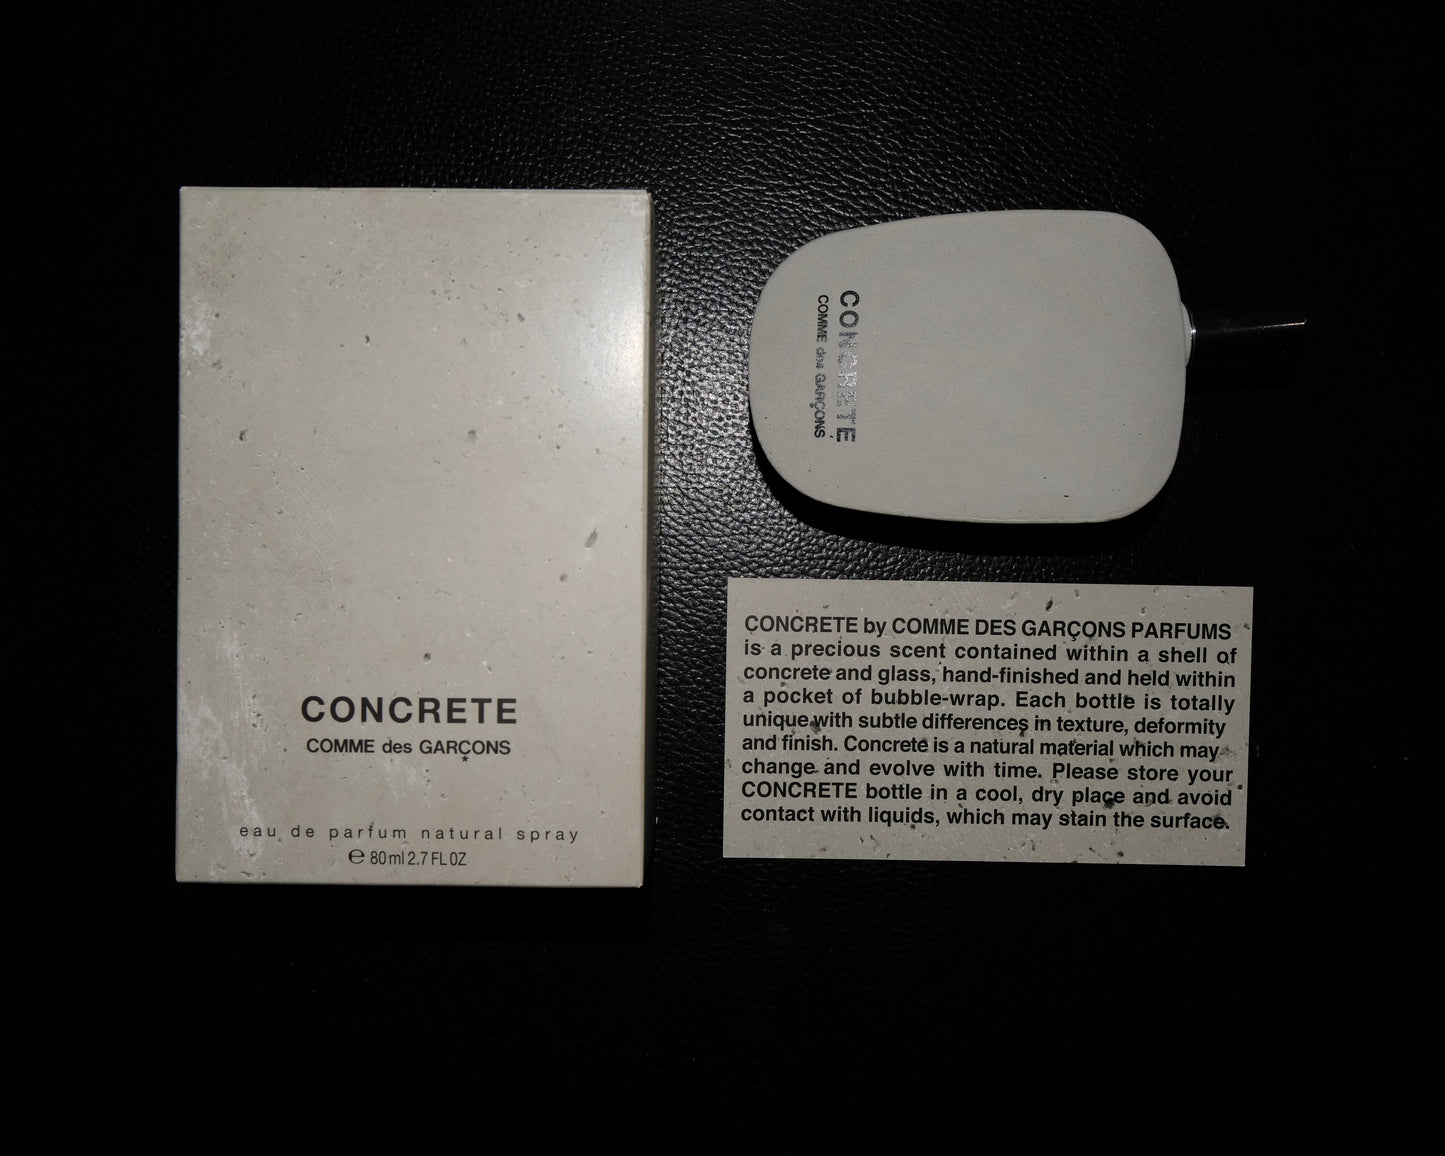 CONCRETE
COMME des GARÇONS
eau de parfum natural spray
℮ 80ml 2.7 FL OZ
CONCRETE
COMME des GARÇONS
CONCRETE by COMME DES GARÇONS PARFUMS
is a precious scent contained within a shell of
concrete and glass, hand-finished and held within
a pocket of bubble-wrap. Each bottle is totally
unique with subtle differences in texture, deformity
and finish. Concrete is a natural material which may
change and evolve with time. Please store your
CONCRETE bottle in a cool, dry place and avoid
contact with liquids, which may stain the surface.